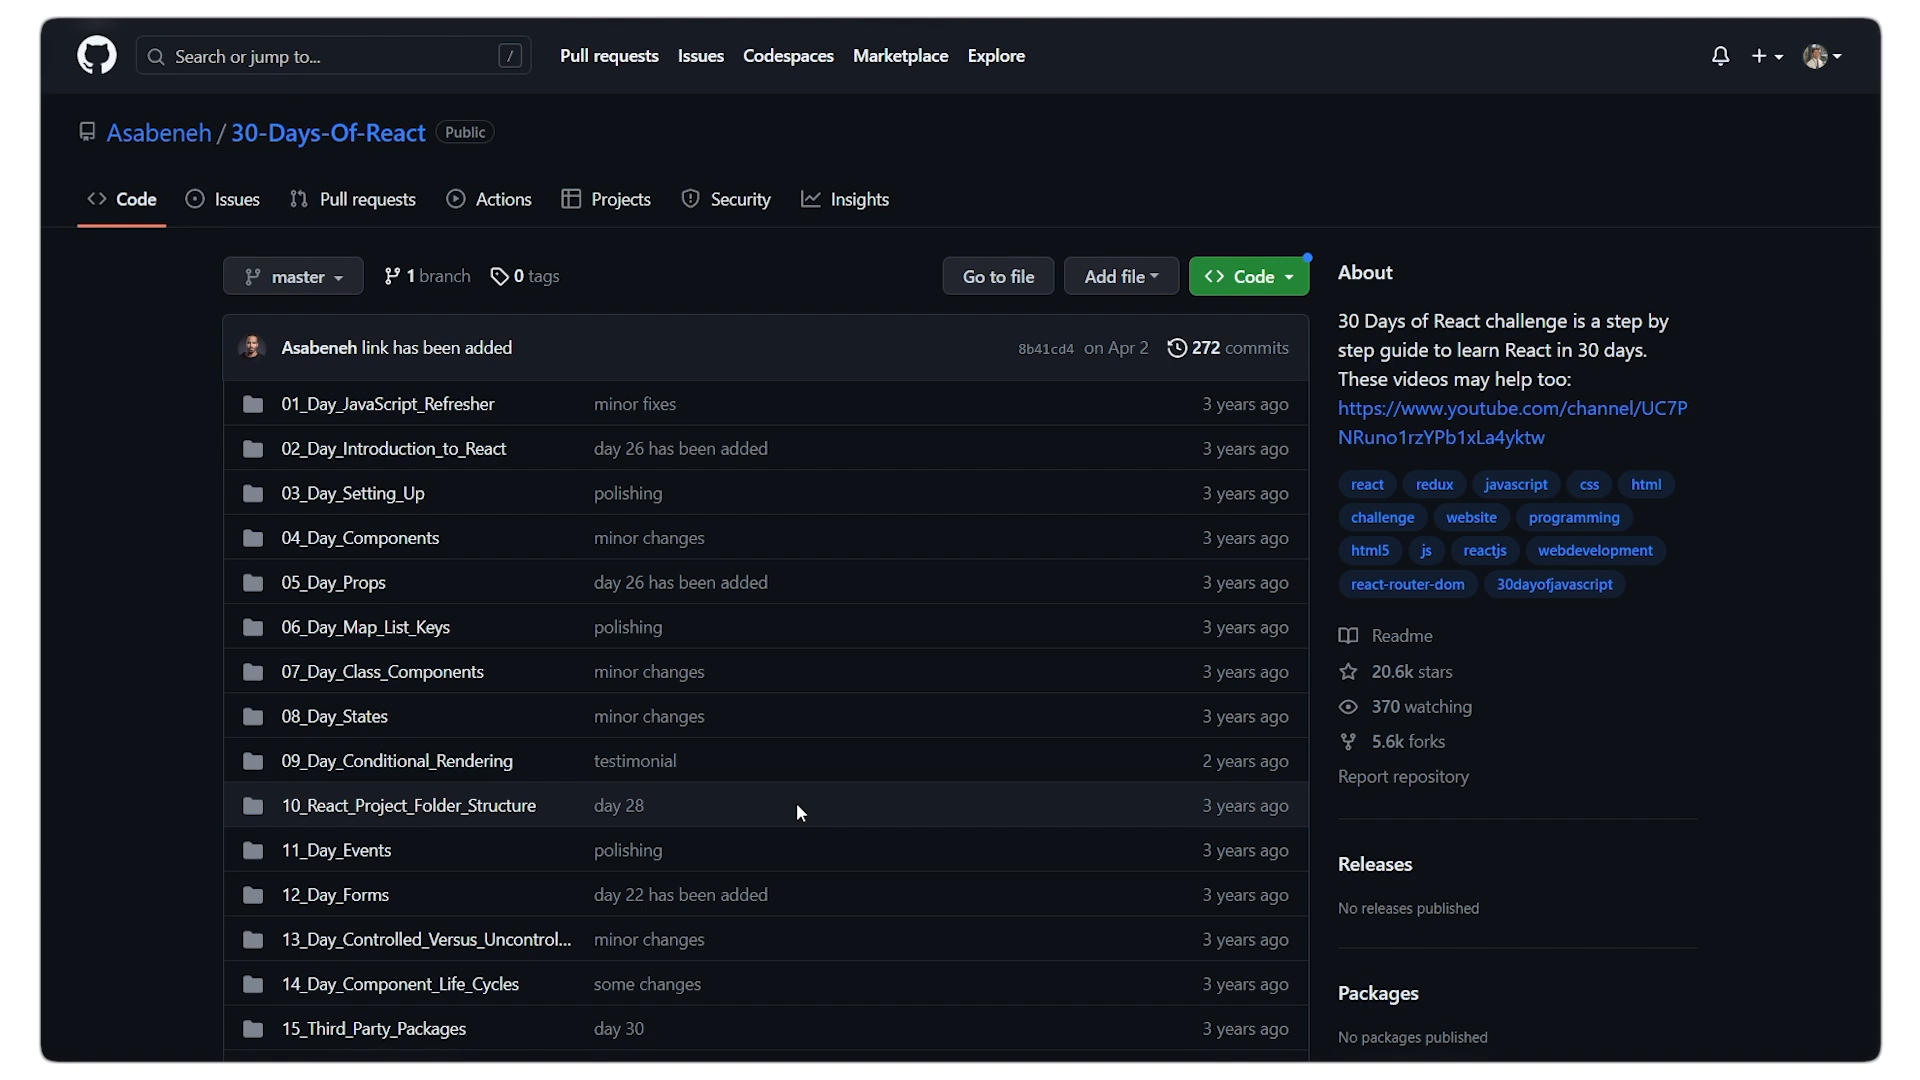 Search or jump to... /
Pull requests Issues Codespaces Marketplace Explore
Asabeneh / 30-Days-Of-React Public
Code Issues Pull requests Actions Projects Security Insights
master 1 branch 0 tags Go to file Add file Code
Asabeneh link has been added 8b41cd4 on Apr 2 272 commits
01_Day_JavaScript_Refresher minor fixes 3 years ago
02_Day_Introduction_to_React day 26 has been added 3 years ago
03_Day_Setting_Up polishing 3 years ago
04_Day_Components minor changes 3 years ago
05_Day_Props day 26 has been added 3 years ago
06_Day_Map_List_Keys polishing 3 years ago
07_Day_Class_Components minor changes 3 years ago
08_Day_States minor changes 3 years ago
09_Day_Conditional_Rendering testimonial 2 years ago
10_React_Project_Folder_Structure day 28 3 years ago
11_Day_Events polishing 3 years ago
12_Day_Forms day 22 has been added 3 years ago
13_Day_Controlled_Versus_Uncontrol... minor changes 3 years ago
14_Day_Component_Life_Cycles some changes 3 years ago
15_Third_Party_Packages day 30 3 years ago
About
30 Days of React challenge is a step by
step guide to learn React in 30 days.
These videos may help too:
https://www.youtube.com/channel/UC7P
NRuno1rzYPb1xLa4yktw
react redux javascript css html
challenge website programming
html5 js reactjs webdevelopment
react-router-dom 30dayofjavascript
Readme
20.6k stars
370 watching
5.6k forks
Report repository
Releases
No releases published
Packages
No packages published